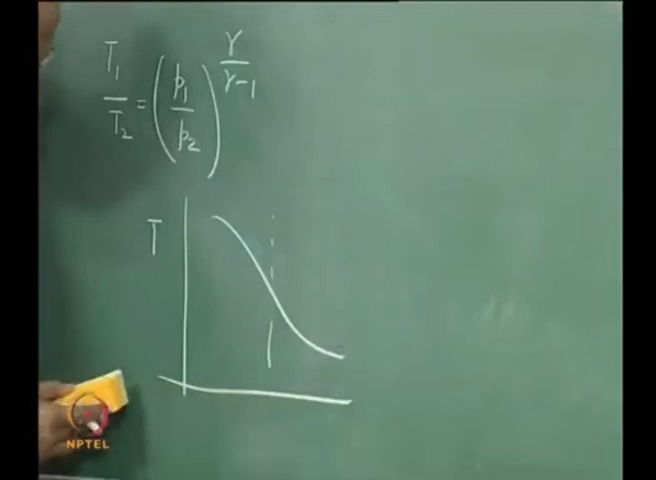 T₁/T₂ = (p₁/p₂)^(γ/(γ-1))
T
NPTEL